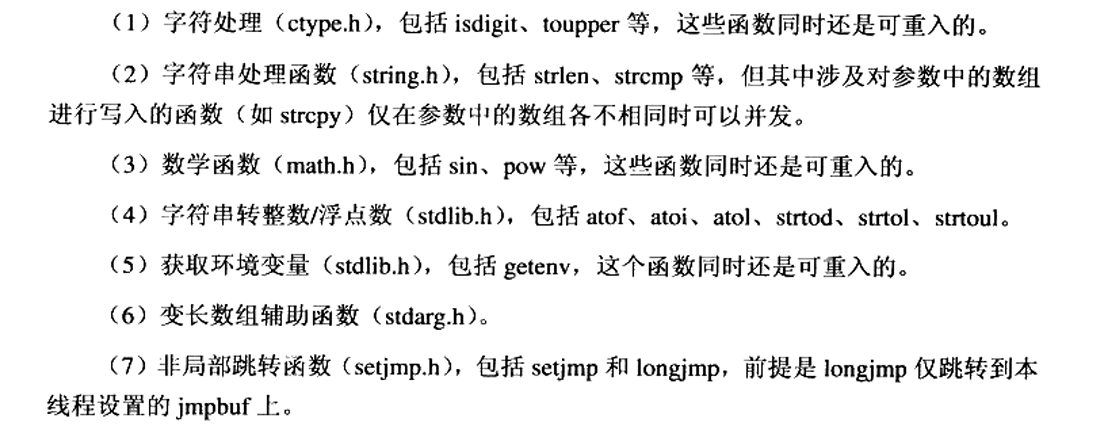 （1）字符处理（ctype.h），包括 isdigit、toupper 等，这些函数同时还是可重入的。
（2）字符串处理函数（string.h），包括 strlen、strcmp 等，但其中涉及对参数中的数组
进行写入的函数（如 strcpy）仅在参数中的数组各不相同时可以并发。
（3）数学函数（math.h），包括 sin、pow 等，这些函数同时还是可重入的。
（4）字符串转整数/浮点数（stdlib.h），包括 atof、atoi、atol、strtod、strtol、strtoul。
（5）获取环境变量（stdlib.h），包括 getenv，这个函数同时还是可重入的。
（6）变长数组辅助函数（stdarg.h）。
（7）非局部跳转函数（setjmp.h），包括 setjmp 和 longjmp，前提是 longjmp 仅跳转到本
线程设置的 jmpbuf 上。